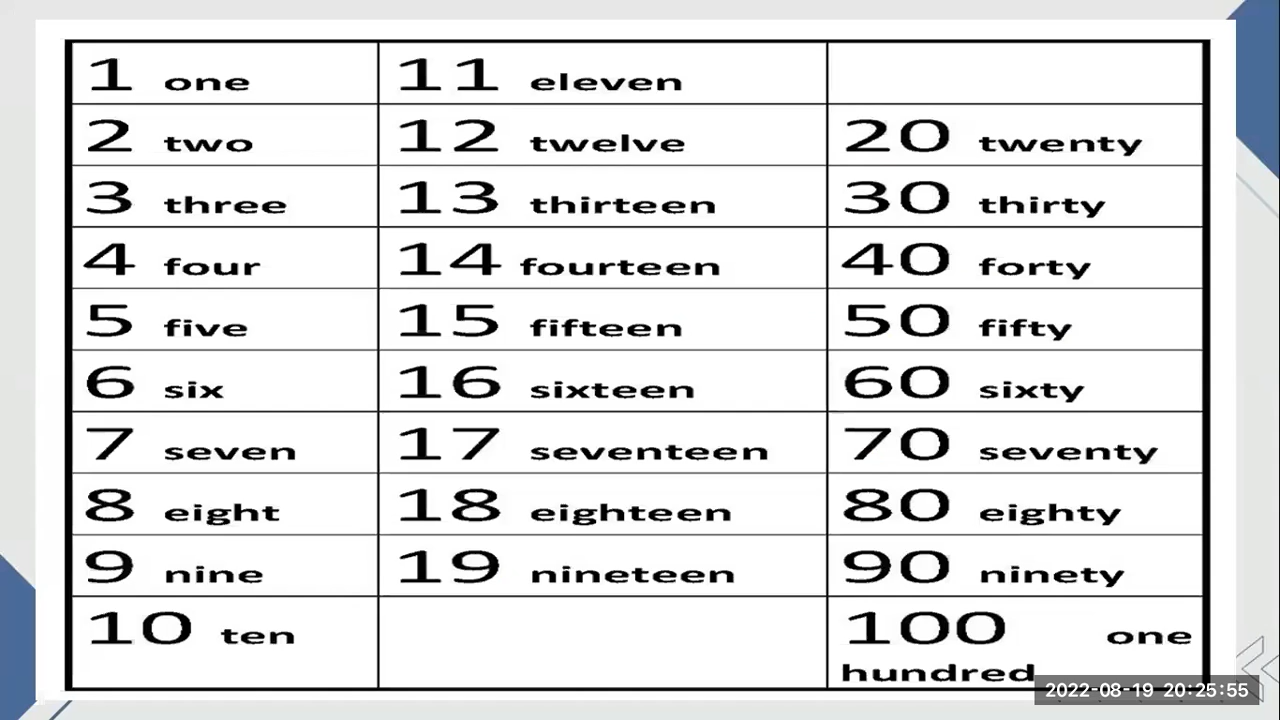 1 one 11 eleven
2 two 12 twelve 20 twenty
3 three 13 thirteen 30 thirty
4 four 14 fourteen 40 forty
5 five 15 fifteen 50 fifty
6 six 16 sixteen 60 sixty
7 seven 17 seventeen 70 seventy
8 eight 18 eighteen 80 eighty
9 nine 19 nineteen 90 ninety
10 ten 100 one
hundred
2022-08-19 20:25:55